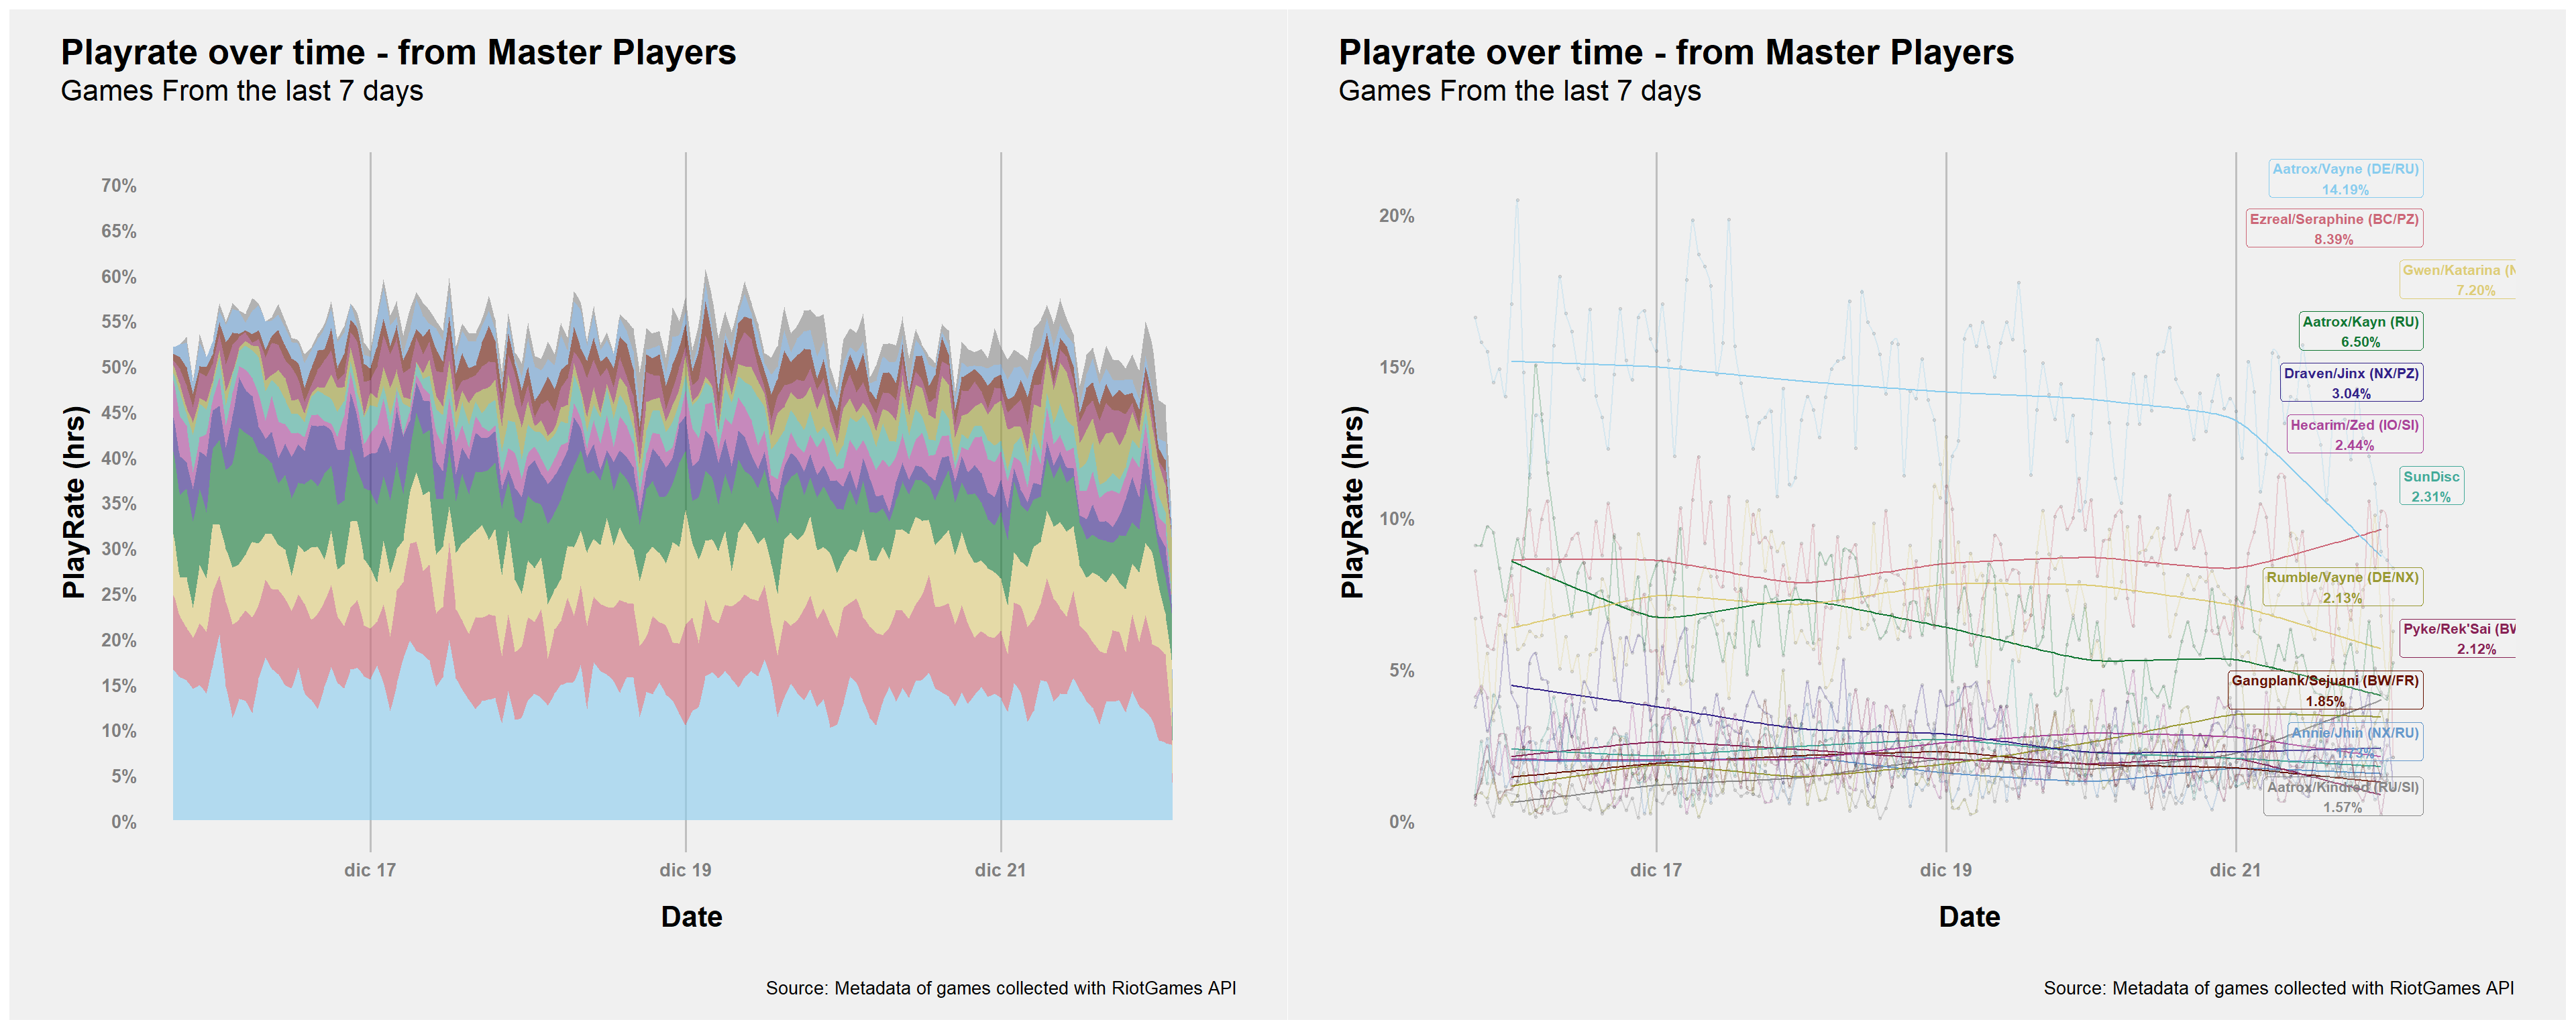 Playrate over time - from Master Players
Games From the last 7 days
70%
65%
60%
55%
50%
45%
40%
35%
30%
25%
20%
15%
10%
5%
0%
PlayRate (hrs)
dic 17
dic 19
dic 21
Date
Source: Metadata of games collected with RiotGames API
Playrate over time - from Master Players
Games From the last 7 days
20%
15%
10%
5%
0%
PlayRate (hrs)
Aatrox/Vayne (DE/RU)
14.19%
Ezreal/Seraphine (BC/PZ)
8.39%
Gwen/Katarina
7.20%
Aatrox/Kayn (RU)
6.50%
Draven/Jinx (NX/PZ)
3.04%
Hecarim/Zed (IO/SI)
2.44%
SunDisc
2.31%
Rumble/Vayne (DE/NX)
2.13%
Pyke/Rek'Sai
2.12%
Gangplank/Sejuani (BW/FR)
1.85%
Annie/Jhin (NX/RU)
Aatrox/Kindred (RU/SI)
1.57%
dic 17
dic 19
dic 21
Date
Source: Metadata of games collected with RiotGames API